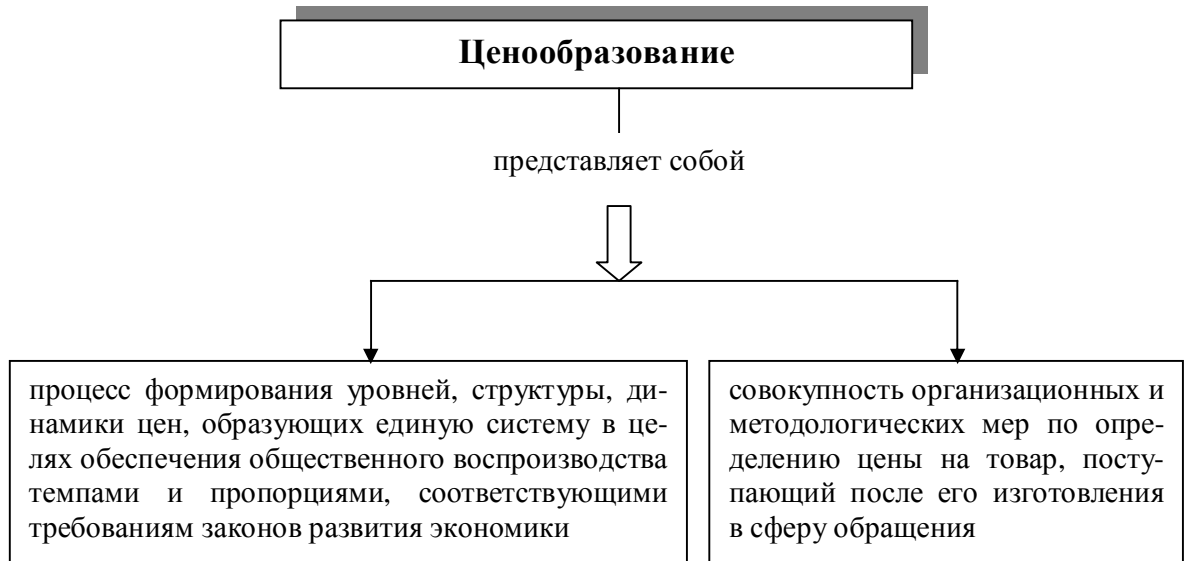 Ценообразование
представляет собой
процесс формирования уровней, структуры, ди-
намики цен, образующих единую систему в це-
лях обеспечения общественного воспроизводства
темпами и пропорциями, соответствующими
требованиям законов развития экономики
совокупность организационных и
методологических мер по опре-
делению цены на товар, посту-
пающий после его изготовления
в сферу обращения